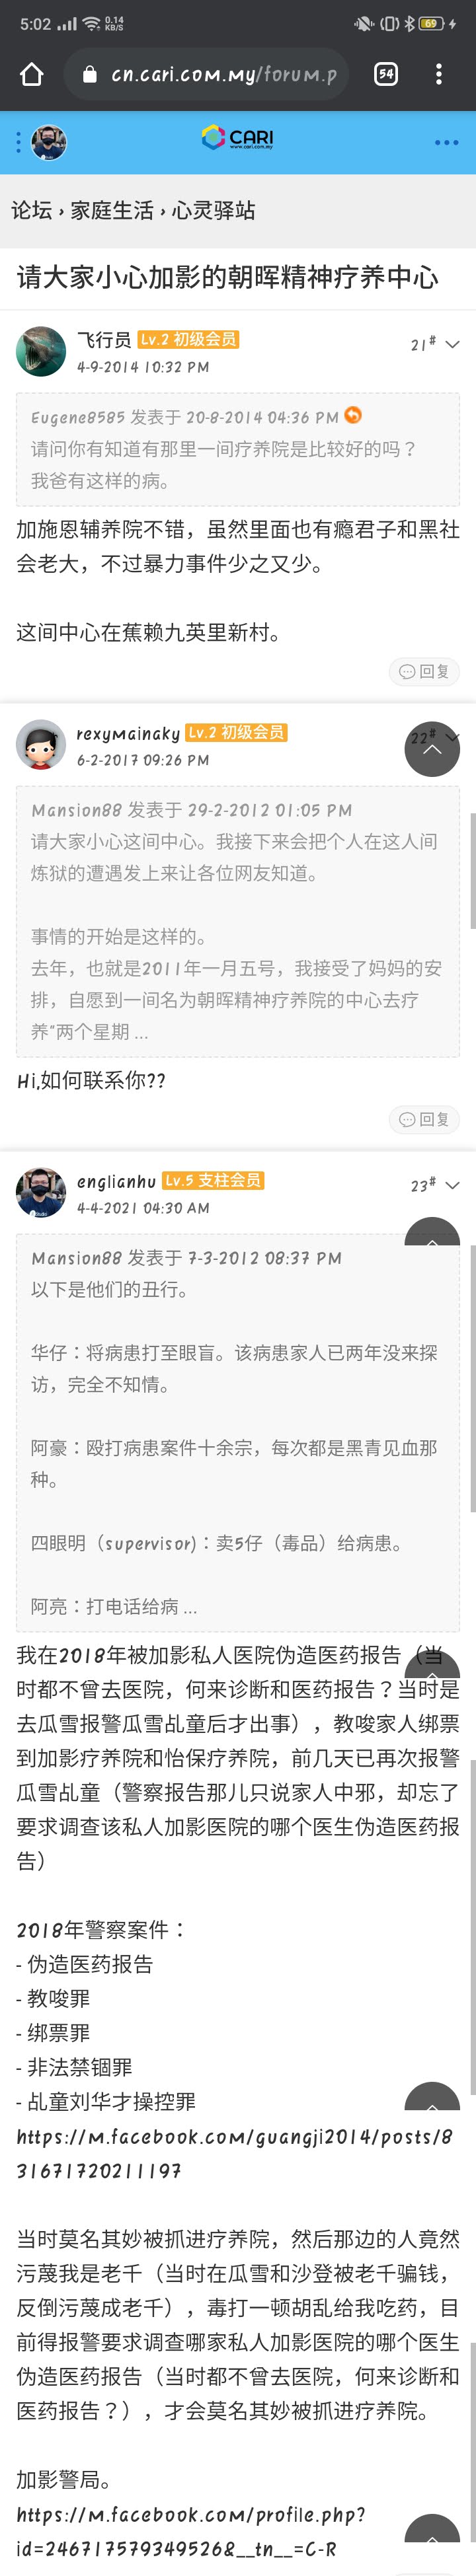 5:02 0.14 KB/S 69
cn.cari.com.my/forum.p 54
CARI
www.cari.com.my
论坛 › 家庭生活 › 心灵驿站
请大家小心加影的朝晖精神疗养中心
飞行员 Lv.2 初级会员 21#
4-9-2014 10:32 PM
Eugene8585 发表于 20-8-2014 04:36 PM
请问你有知道有那里一间疗养院是比较好的吗？
我爸有这样的病。
加施恩辅养院不错，虽然里面也有瘾君子和黑社
会老大，不过暴力事件少之又少。
这间中心在蕉赖九英里新村。
回复
rexymainaky Lv.2 初级会员 22#
6-2-2017 09:26 PM
Mansion88 发表于 29-2-2012 01:05 PM
请大家小心这间中心。我接下来会把个人在这人间
炼狱的遭遇发上来让各位网友知道。
事情的开始是这样的。
去年，也就是2011年一月五号，我接受了妈妈的安
排，自愿到一间名为朝晖精神疗养院的中心去疗
养”两个星期 ...
Hi,如何联系你??
回复
englianhu Lv.5 支柱会员 23#
4-4-2021 04:30 AM
Mansion88 发表于 7-3-2012 08:37 PM
以下是他们的丑行。
华仔：将病患打至眼盲。该病患家人已两年没来探
访，完全不知情。
阿豪：殴打病患案件十余宗，每次都是黑青见血那
种。
四眼明（supervisor)：卖5仔（毒品）给病患。
阿亮：打电话给病 ...
我在2018年被加影私人医院伪造医药报告（当
时都不曾去医院，何来诊断和医药报告？当时是
去瓜雪报警瓜雪乩童后才出事），教唆家人绑票
到加影疗养院和怡保疗养院，前几天已再次报警
瓜雪乩童（警察报告那儿只说家人中邪，却忘了
要求调查该私人加影医院的哪个医生伪造医药报
告）
2018年警察案件：
- 伪造医药报告
- 教唆罪
- 绑票罪
- 非法禁锢罪
- 乩童刘华才操控罪
https://m.facebook.com/guangji2014/posts/8
31671720211197
当时莫名其妙被抓进疗养院，然后那边的人竟然
污蔑我是老千（当时在瓜雪和沙登被老千骗钱，
反倒污蔑成老千），毒打一顿胡乱给我吃药，目
前得报警要求调查哪家私人加影医院的哪个医生
伪造医药报告（当时都不曾去医院，何来诊断和
医药报告？），才会莫名其妙被抓进疗养院。
加影警局。
https://m.facebook.com/profile.php?
id=246717579349526&__tn__=C-R